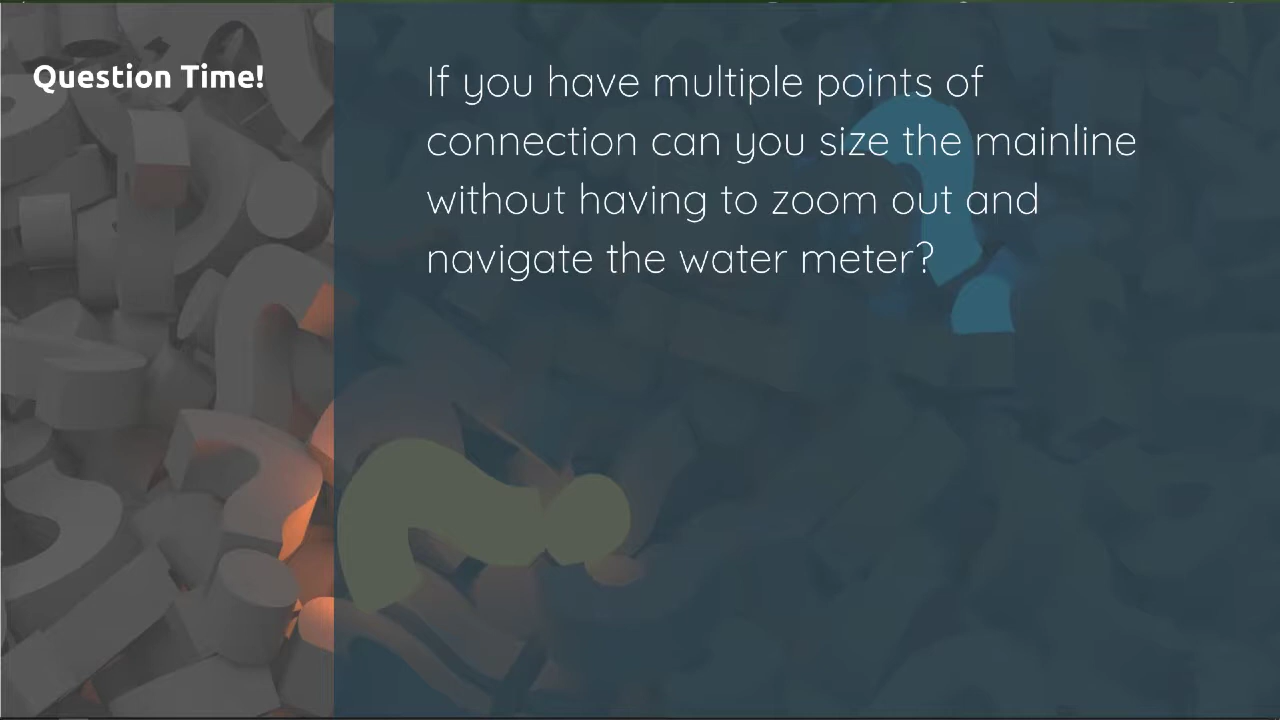 Question Time!
If you have multiple points of
connection can you size the mainline
without having to zoom out and
navigate the water meter?